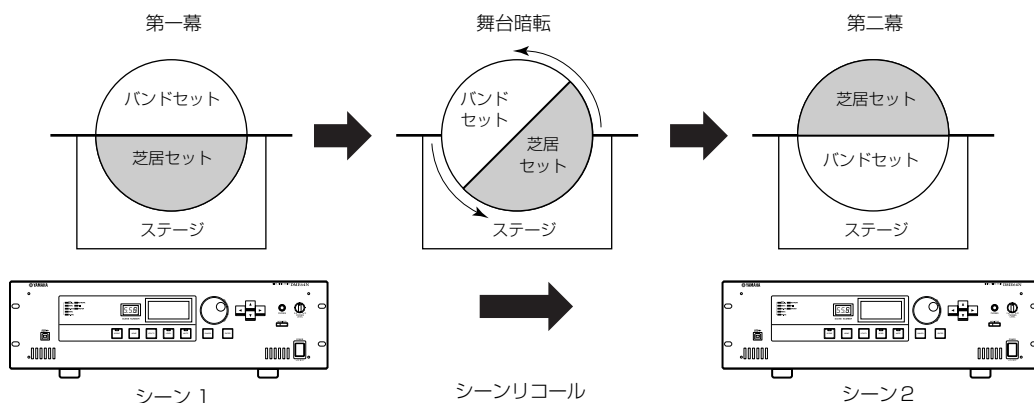 第一幕
舞台暗転
第二幕
バンドセット
芝居セット
ステージ
バンド
セット
芝居
セット
ステージ
芝居セット
バンドセット
ステージ
YAMAHA
YAMAHA
シーン 1
シーンリコール
シーン 2